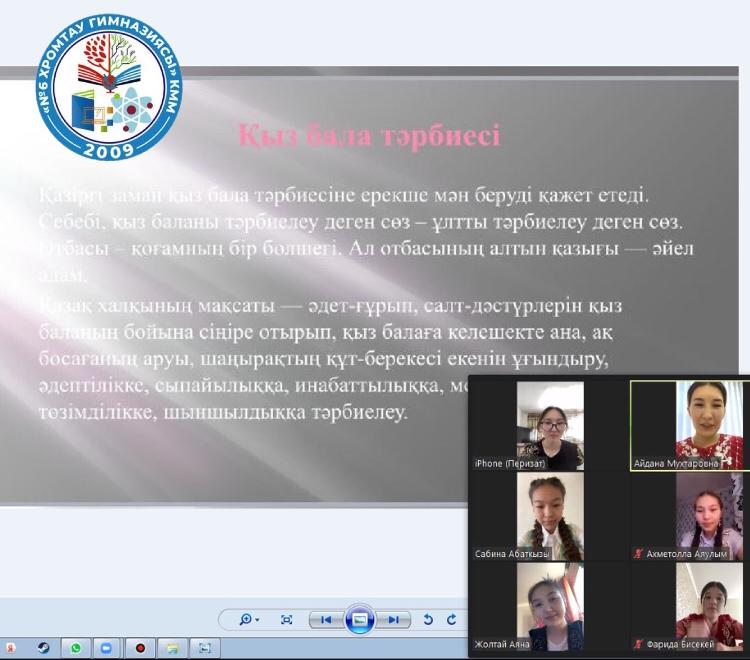 «№6 ХРОМТАУ ГИМНАЗИЯСЫ» КММ
2009
Қыз бала тәрбиесі
Қазіргі заман қыз бала тәрбиесіне ерекше мән беруді қажет етеді.
Себебі, қыз баланы тәрбиелеу деген сөз – ұлтты тәрбиелеу деген сөз.
Отбасы – қоғамның бір бөлшегі. Ал отбасының алтын қазығы — әйел
адам.
Қазақ халқының мақсаты — әдет-ғұрып, салт-дәстүрлерін қыз
баланың бойына сіңіре отырып, қыз балаға келешекте ана, ақ
босағаның аруы, шаңырақтың құт-берекесі екенін ұғындыру,
әдептілікке, сыпайылыққа, инабаттылыққа,
төзімділікке, шыншылдыққа тәрбиелеу.
iPhone (Перизат)
Айдана Мухтаровна
Сабина Абатқызы
Ахметолла Аяулым
Жолтай Аяна
Фарида Бисекей